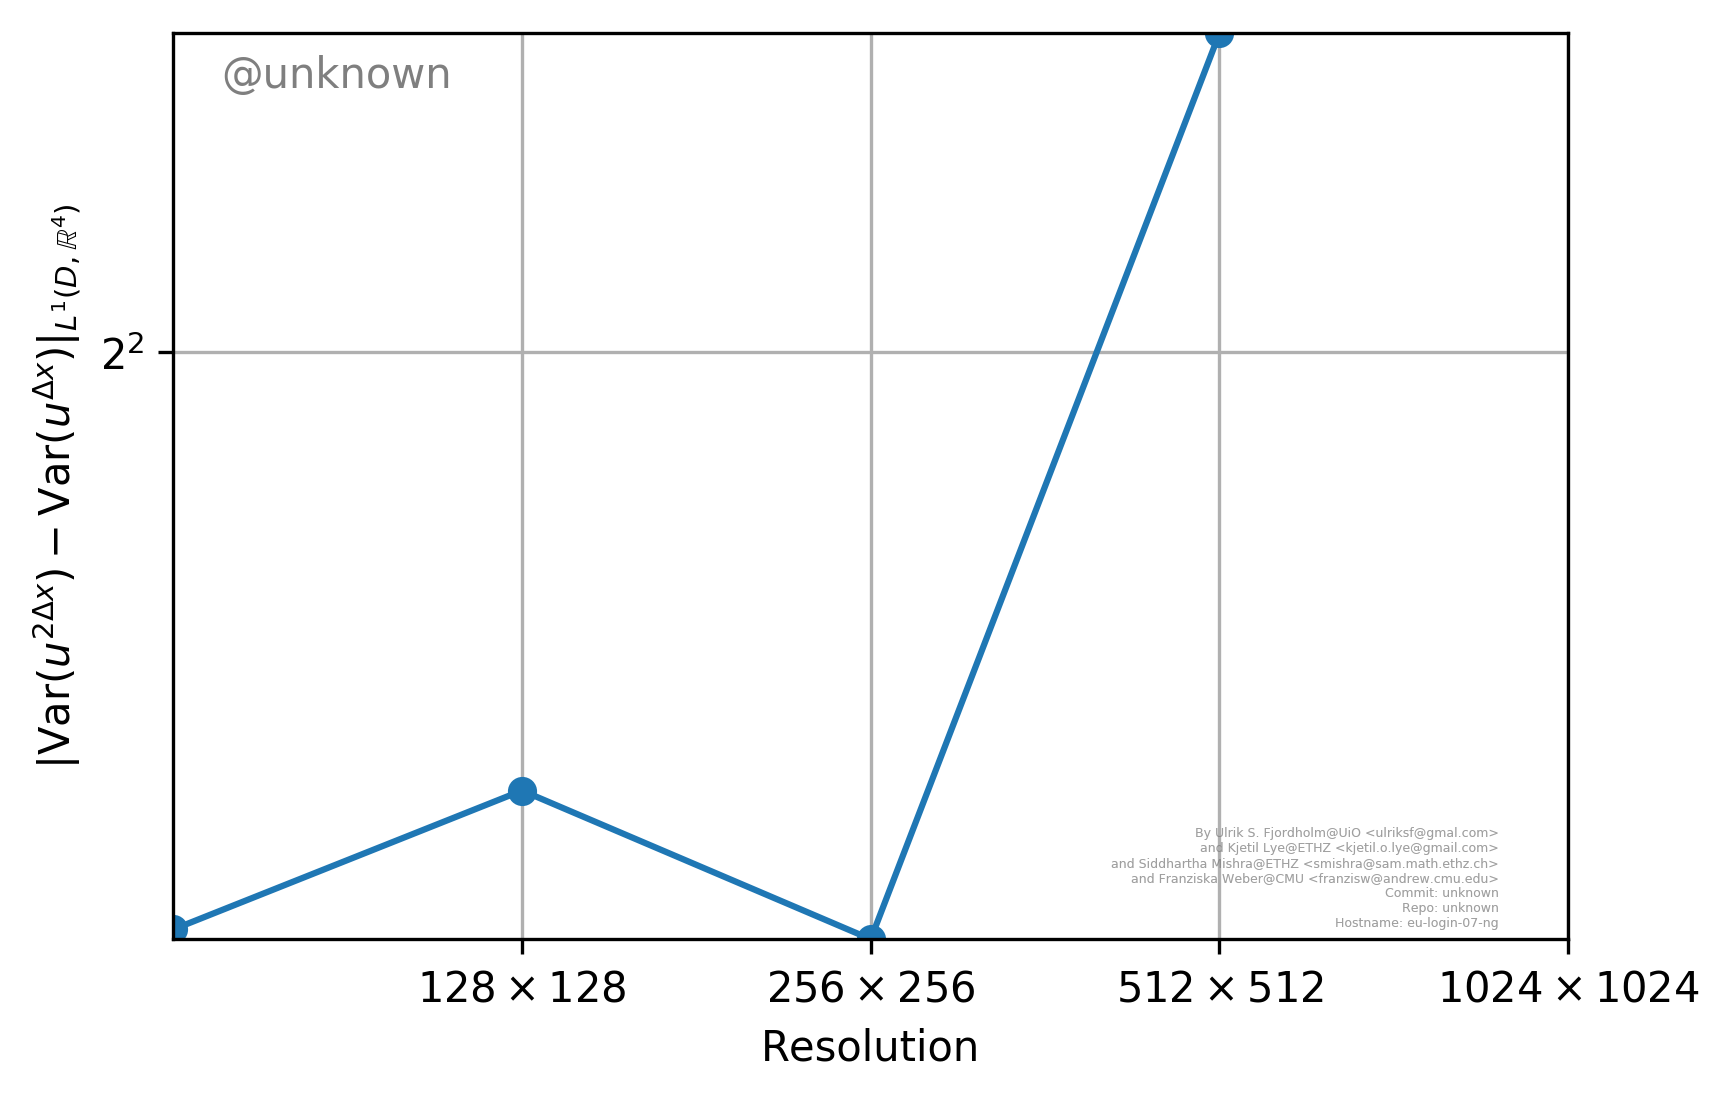 @unknown
|Var(u^{2Δx}) − Var(u^{Δx})|_{L^1(D, ℝ^4)}
2^2
By Ulrik S. Fjordholm@UiO <ulriksf@gmal.com>
and Kjetil Lye@ETHZ <kjetil.o.lye@gmail.com>
and Siddhartha Mishra@ETHZ <smishra@sam.math.ethz.ch>
and Franziska Weber@CMU <franzisw@andrew.cmu.edu>
Commit: unknown
Repo: unknown
Hostname: eu-login-07-ng
128 × 128 256 × 256 512 × 512 1024 × 1024
Resolution